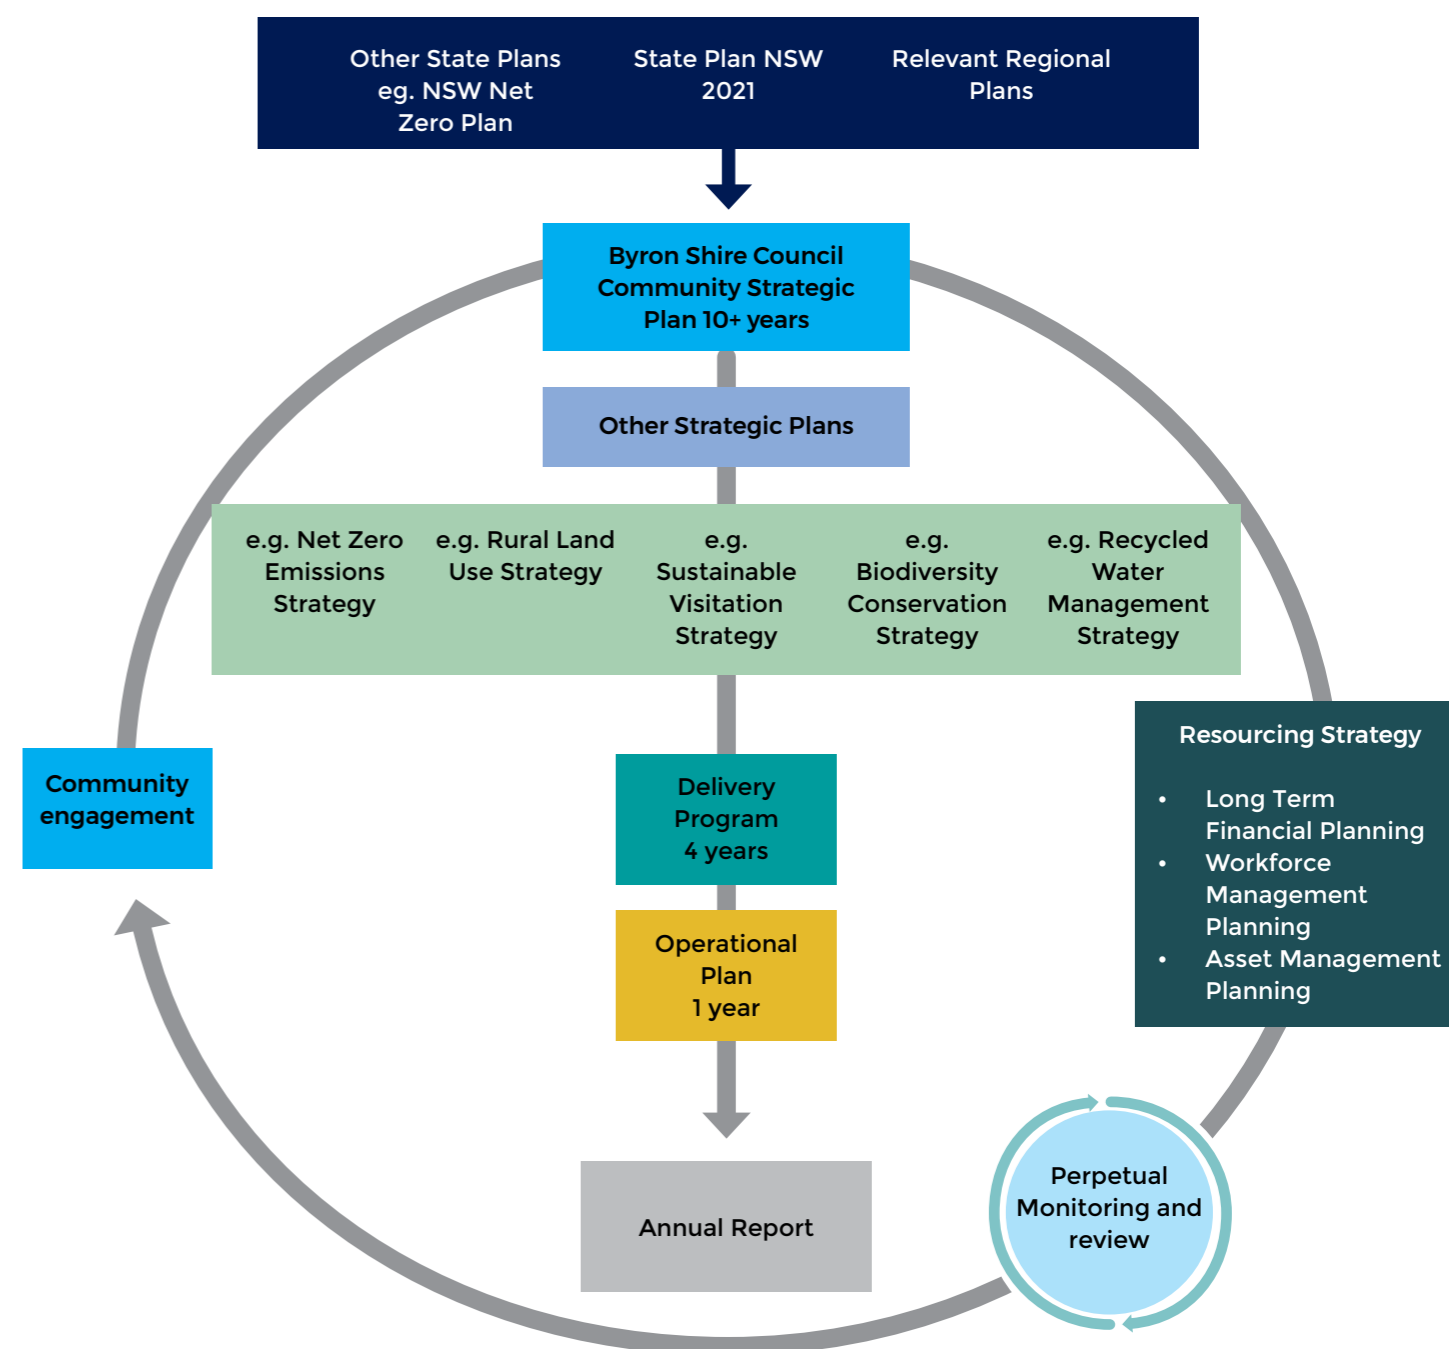 Other State Plans
eg. NSW Net
Zero Plan
State Plan NSW
2021
Relevant Regional
Plans
Byron Shire Council
Community Strategic
Plan 10+ years
Other Strategic Plans
e.g. Net Zero
Emissions
Strategy
e.g. Rural Land
Use Strategy
e.g.
Sustainable
Visitation
Strategy
e.g.
Biodiversity
Conservation
Strategy
e.g. Recycled
Water
Management
Strategy
Community
engagement
Delivery
Program
4 years
Operational
Plan
1 year
Annual Report
Resourcing Strategy
• Long Term
Financial Planning
• Workforce
Management
Planning
• Asset Management
Planning
Perpetual
Monitoring and
review